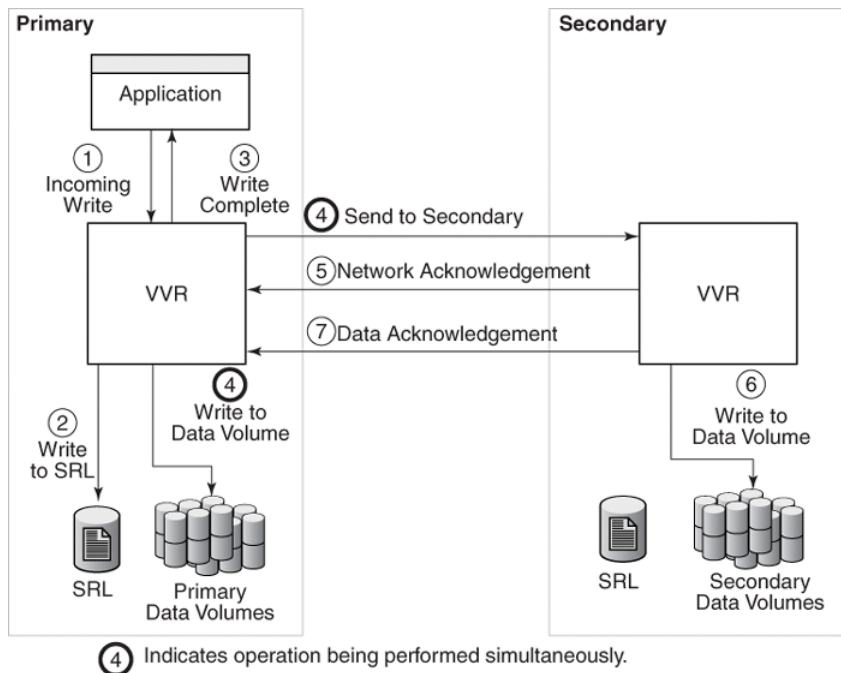 Primary
Secondary
Application
1
3
Incoming
Write
Write
Complete
4 Send to Secondary
5 Network Acknowledgement
VVR
VVR
7 Data Acknowledgement
4
Write to
Data Volume
6
Write to
Data Volume
2
Write
to SRL
SRL
Primary
Data Volumes
SRL
Secondary
Data Volumes
4 Indicates operation being performed simultaneously.